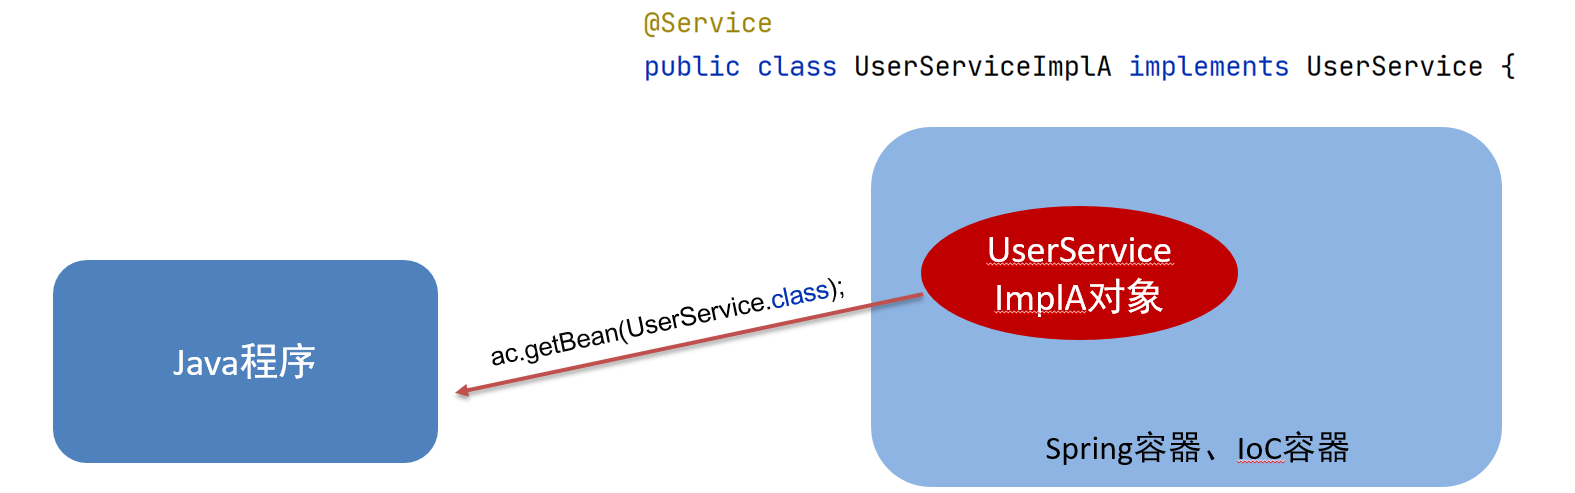 @Service
public class UserServiceImplA implements UserService {
UserService
ImplA对象
ac.getBean(UserService.class);
Java程序
Spring容器、IoC容器